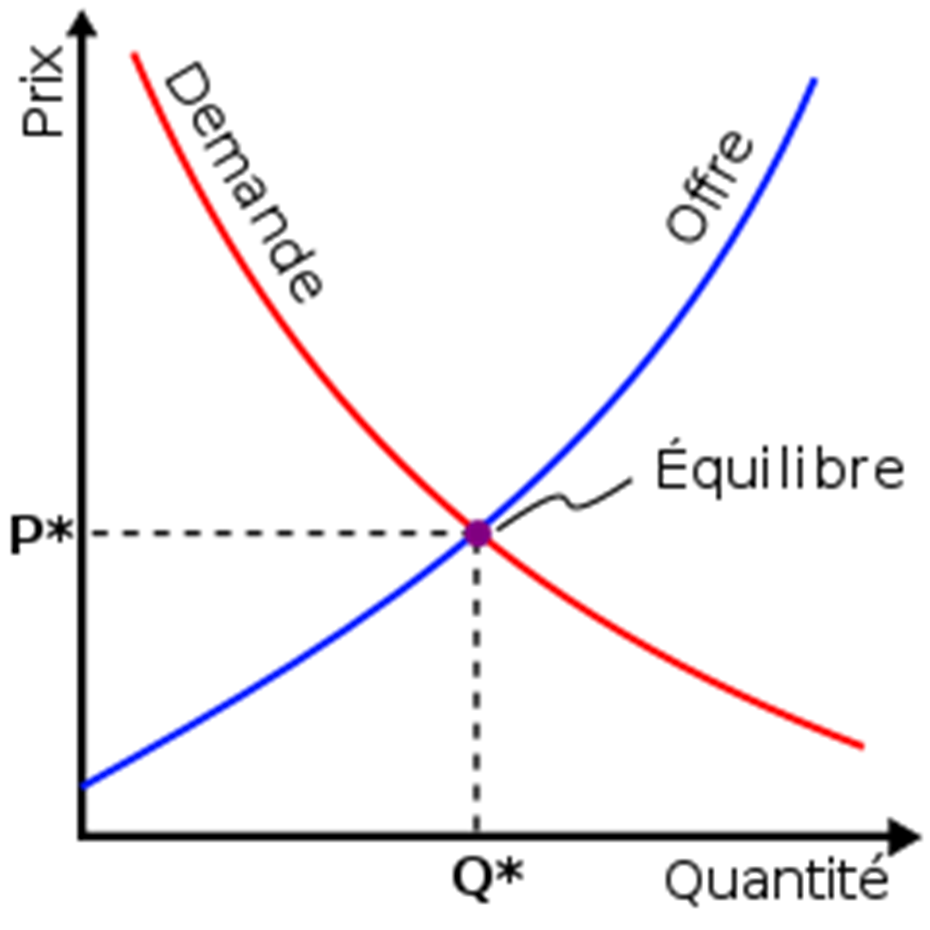 Prix
Demande
Offre
Équilibre
P*
Q*
Quantité